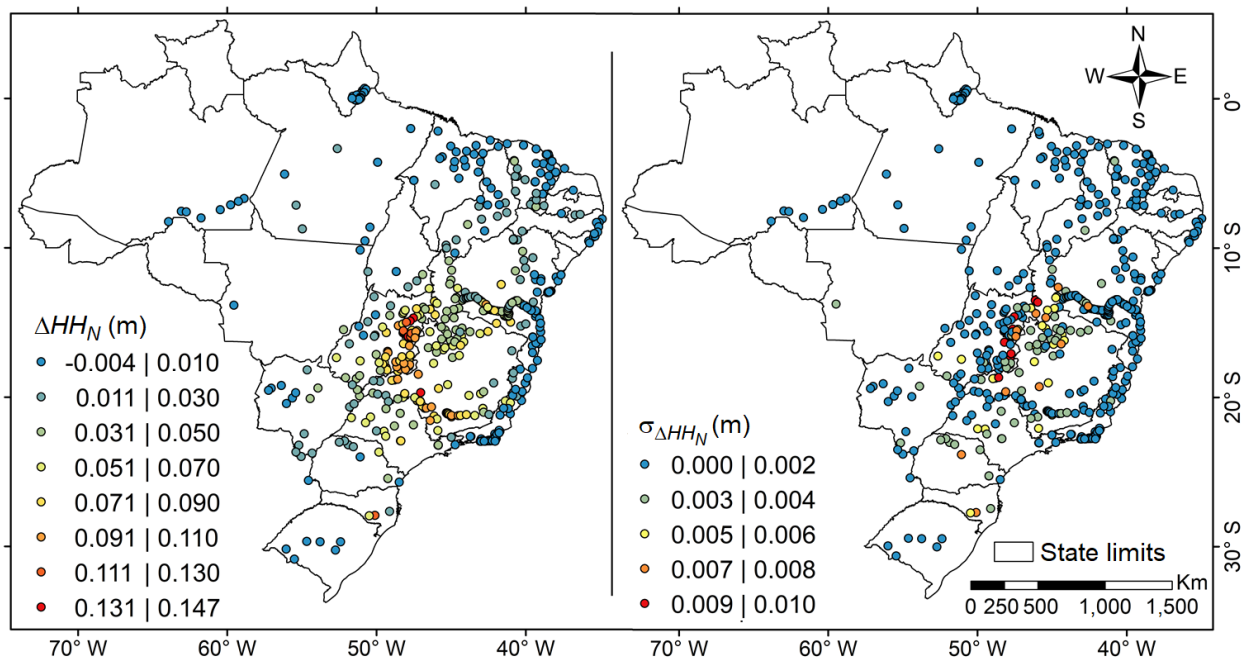 N
W E
S
0°
10° S
20° S
30° S
ΔHH_N (m)
-0.004 | 0.010
0.011 | 0.030
0.031 | 0.050
0.051 | 0.070
0.071 | 0.090
0.091 | 0.110
0.111 | 0.130
0.131 | 0.147
σ_ΔHH_N (m)
0.000 | 0.002
0.003 | 0.004
0.005 | 0.006
0.007 | 0.008
0.009 | 0.010
State limits
Km
0 250 500 1,000 1,500
70° W 60° W 50° W 40° W 70° W 60° W 50° W 40° W